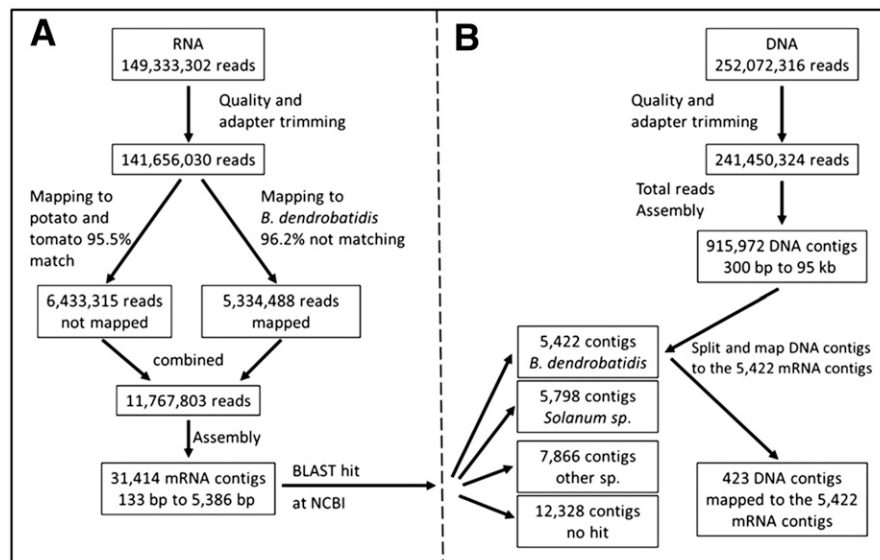 A
RNA
149,333,302 reads
Quality and
adapter trimming
141,656,030 reads
Mapping to
potato and
tomato 95.5%
match
Mapping to
B. dendrobatidis
96.2% not matching
6,433,315 reads
not mapped
5,334,488 reads
mapped
combined
11,767,803 reads
Assembly
31,414 mRNA contigs
133 bp to 5,386 bp
BLAST hit
at NCBI
B
DNA
252,072,316 reads
Quality and
adapter trimming
241,450,324 reads
Total reads
Assembly
915,972 DNA contigs
300 bp to 95 kb
5,422 contigs
B. dendrobatidis
Split and map DNA contigs
to the 5,422 mRNA contigs
5,798 contigs
Solanum sp.
7,866 contigs
other sp.
12,328 contigs
no hit
423 DNA contigs
mapped to the 5,422
mRNA contigs